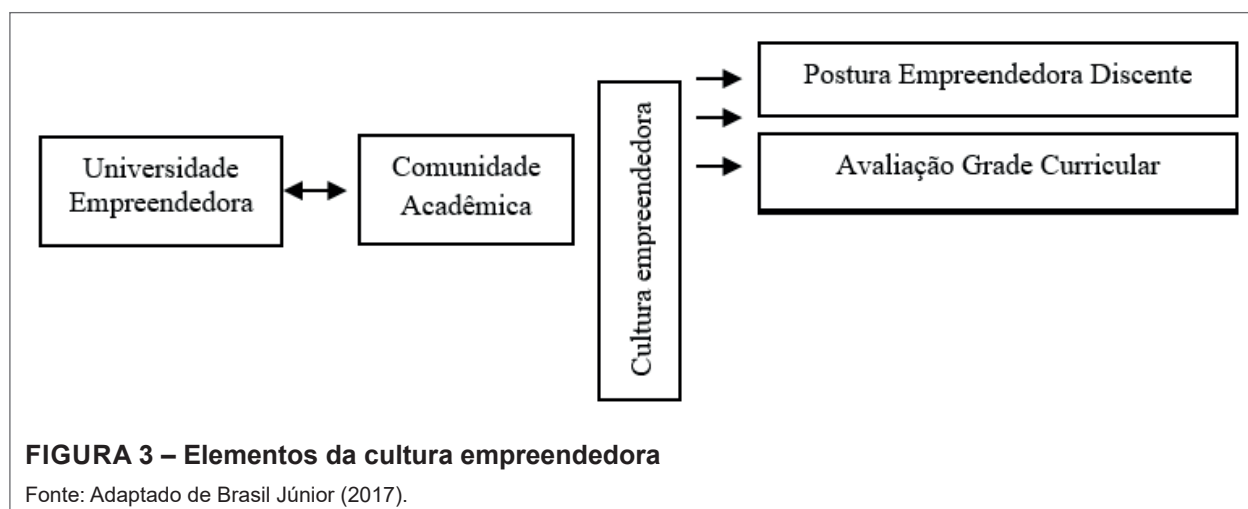 Universidade
Empreendedora
Comunidade
Acadêmica
Cultura empreendedora
Postura Empreendedora Discente
Avaliação Grade Curricular
FIGURA 3 – Elementos da cultura empreendedora
Fonte: Adaptado de Brasil Júnior (2017).